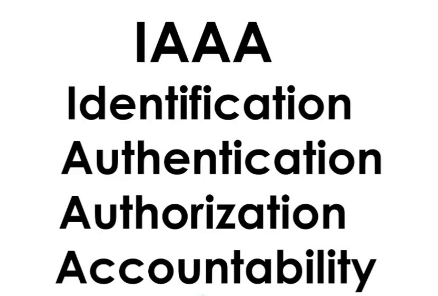 IAAA
Identification
Authentication
Authorization
Accountability